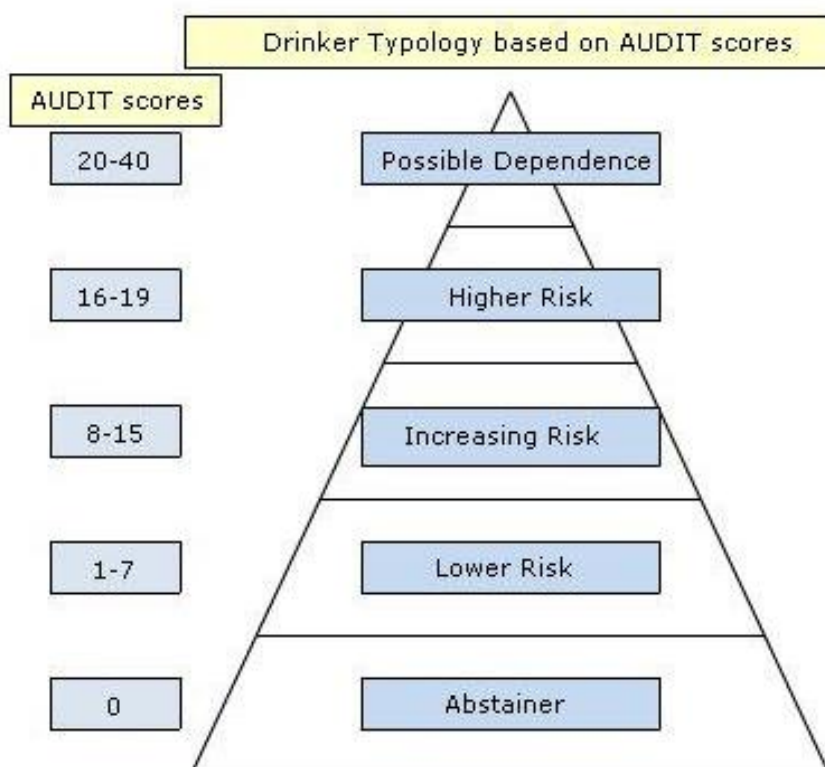 Drinker Typology based on AUDIT scores
AUDIT scores
20-40
Possible Dependence
16-19
Higher Risk
8-15
Increasing Risk
1-7
Lower Risk
0
Abstainer